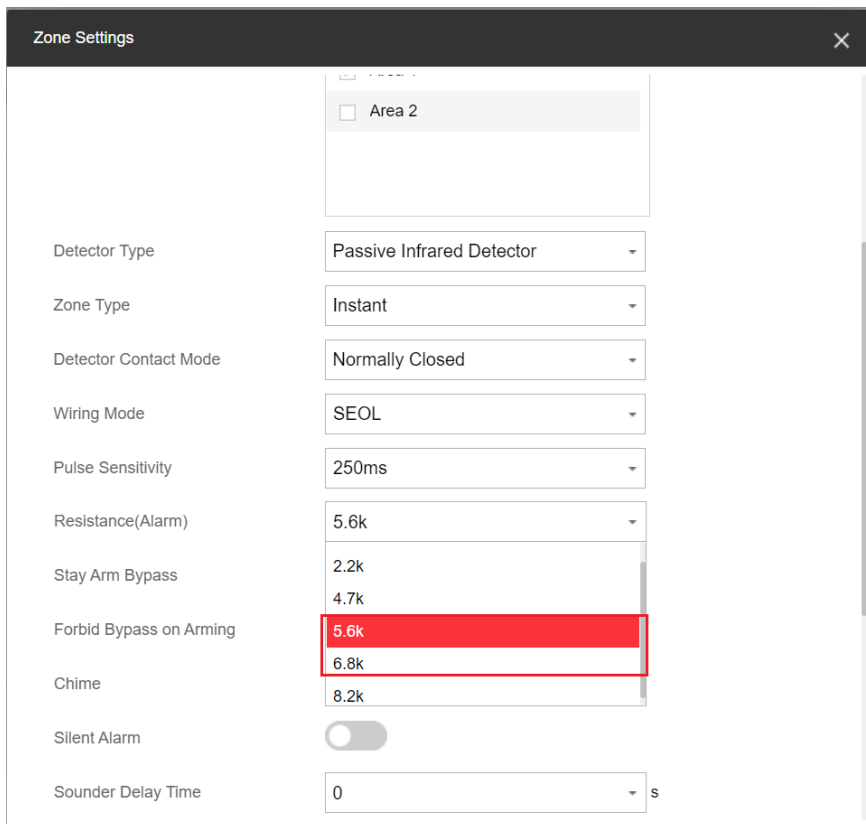 Zone Settings
Area 2
Detector Type
Passive Infrared Detector
Zone Type
Instant
Detector Contact Mode
Normally Closed
Wiring Mode
SEOL
Pulse Sensitivity
250ms
Resistance(Alarm)
5.6k
2.2k
Stay Arm Bypass
4.7k
Forbid Bypass on Arming
5.6k
6.8k
Chime
8.2k
Silent Alarm
Sounder Delay Time
0
s